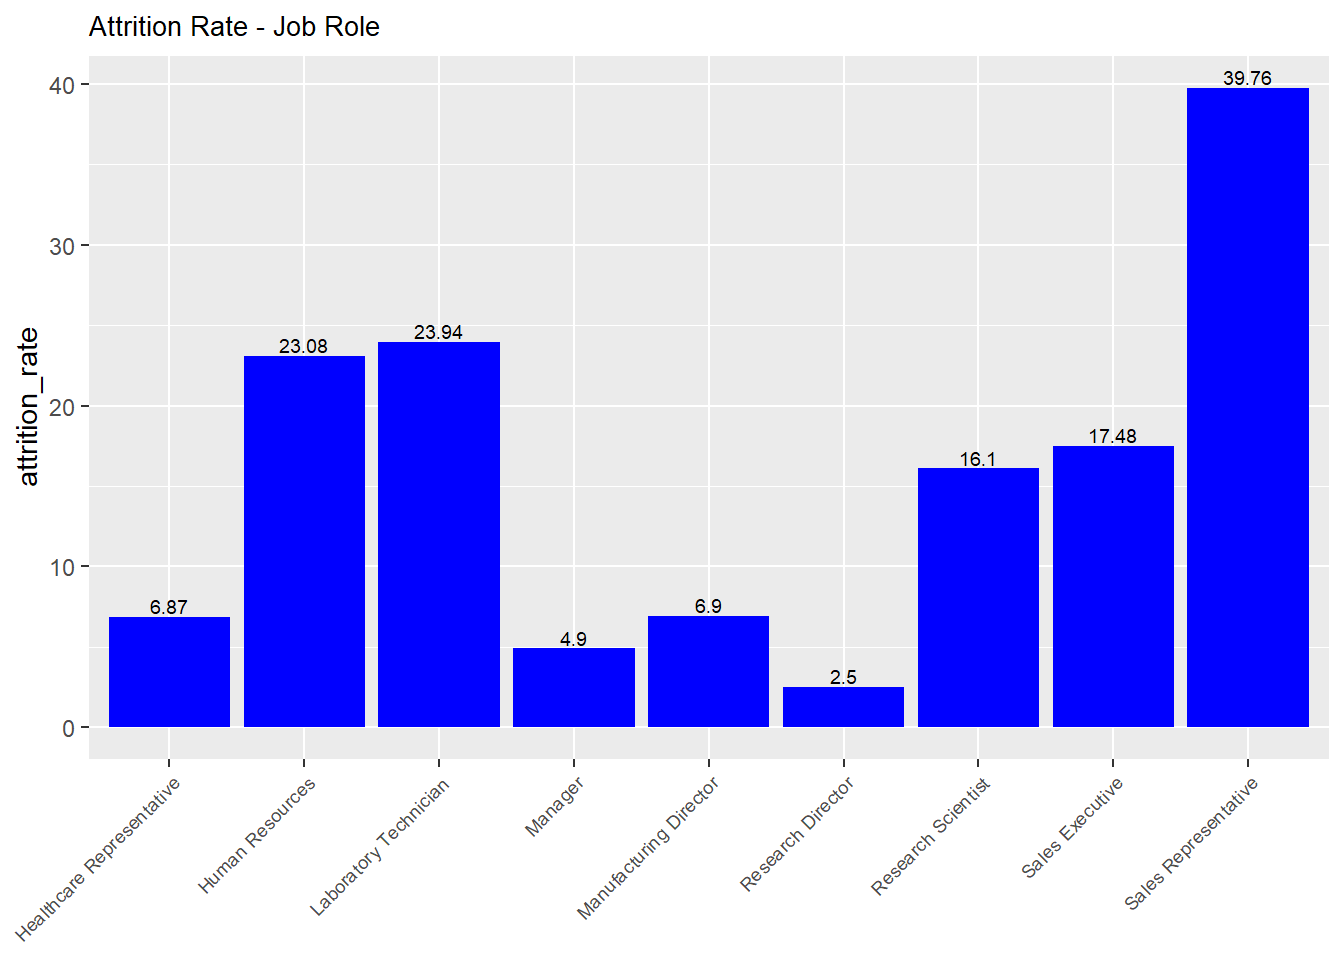 Attrition Rate - Job Role
attrition_rate
40
30
20
10
0
6.87
23.08
23.94
4.9
6.9
2.5
16.1
17.48
39.76
Healthcare Representative
Human Resources
Laboratory Technician
Manager
Manufacturing Director
Research Director
Research Scientist
Sales Executive
Sales Representative